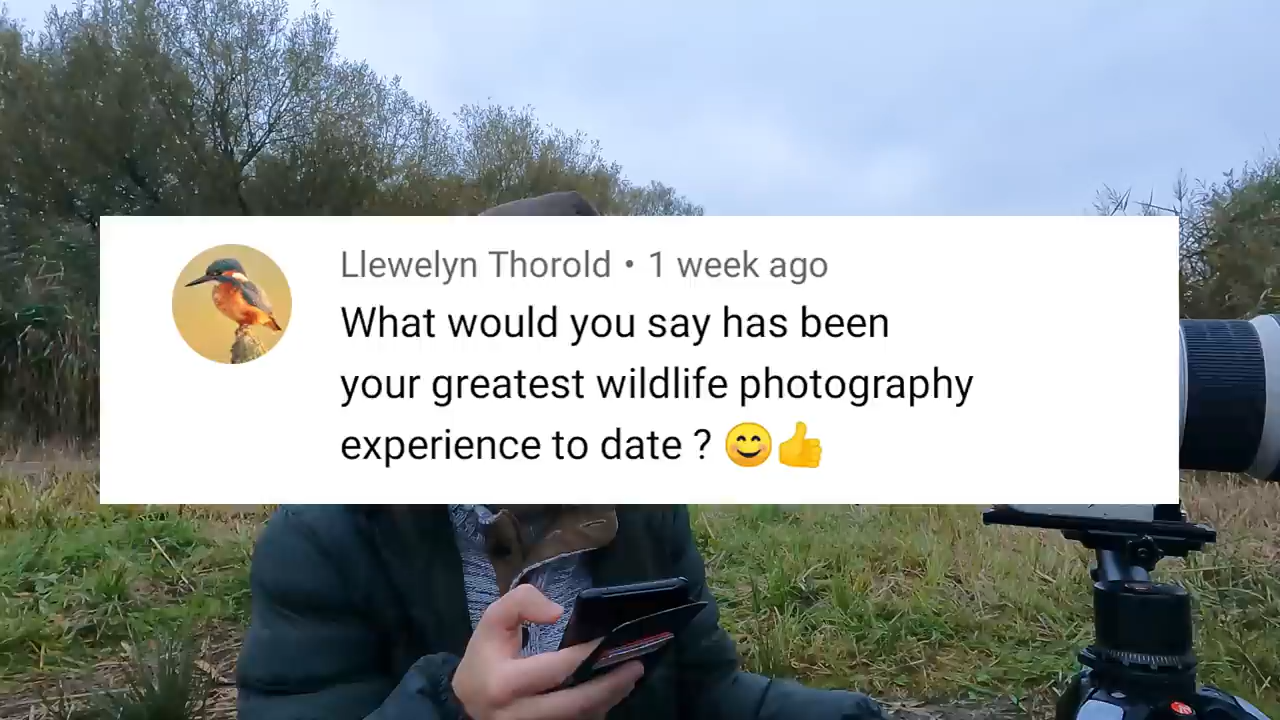 Llewelyn Thorold • 1 week ago
What would you say has been
your greatest wildlife photography
experience to date ? 😊👍